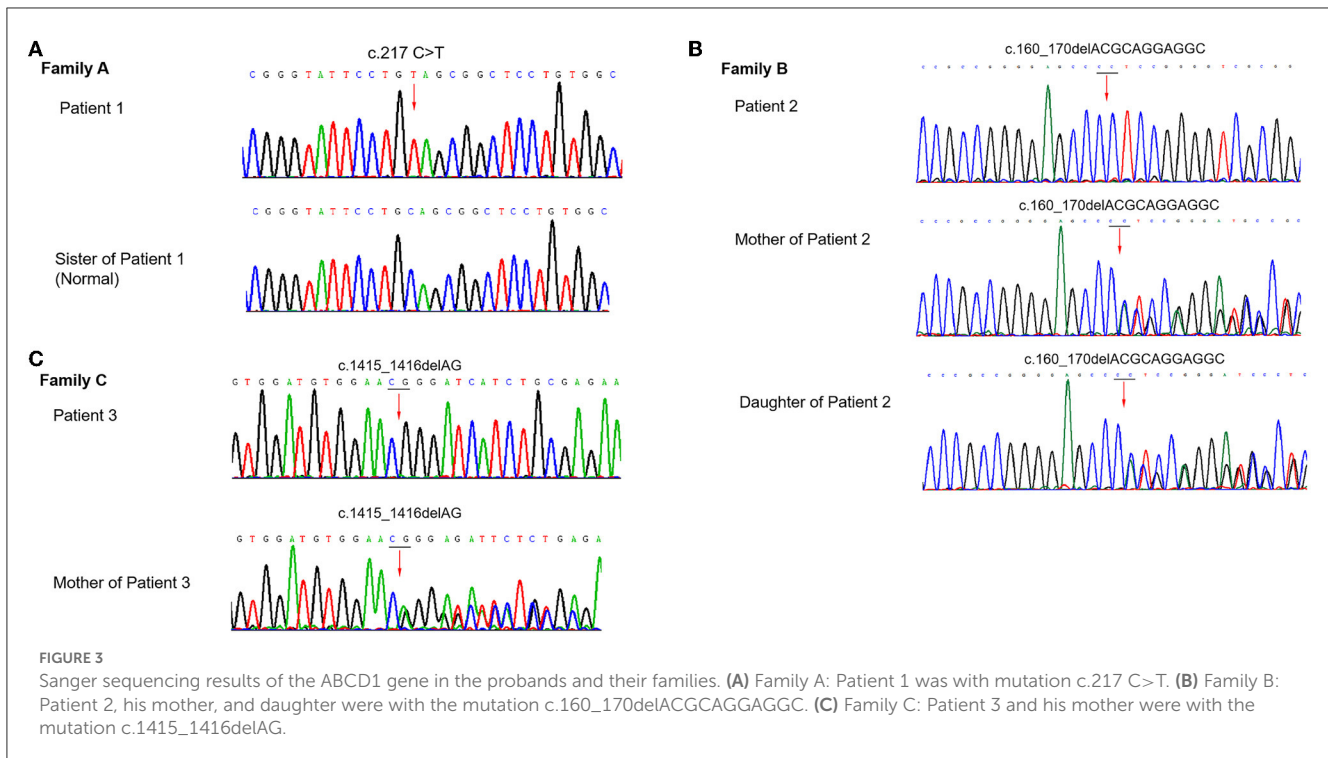 A
c.217 C>T
Family A
C G G G T A T T C C T G T A G C G G C T C C T G T G G C
Patient 1
C G G G T A T T C C T G C A G C G G C T C C T G T G G C
Sister of Patient 1
(Normal)
B
c.160_170delACGCAGGAGGC
Family B
Patient 2
c.160_170delACGCAGGAGGC
Mother of Patient 2
c.160_170delACGCAGGAGGC
Daughter of Patient 2
C
c.1415_1416delAG
Family C
G T G G A T G T G G A A C G G G A T C A T C T G C G A G A A
Patient 3
c.1415_1416delAG
G T G G A T G T G G A A C G G G A G A T T C T C T G A G A
Mother of Patient 3
FIGURE 3
Sanger sequencing results of the ABCD1 gene in the probands and their families. (A) Family A: Patient 1 was with mutation c.217 C>T. (B) Family B:
Patient 2, his mother, and daughter were with the mutation c.160_170delACGCAGGAGGC. (C) Family C: Patient 3 and his mother were with the
mutation c.1415_1416delAG.